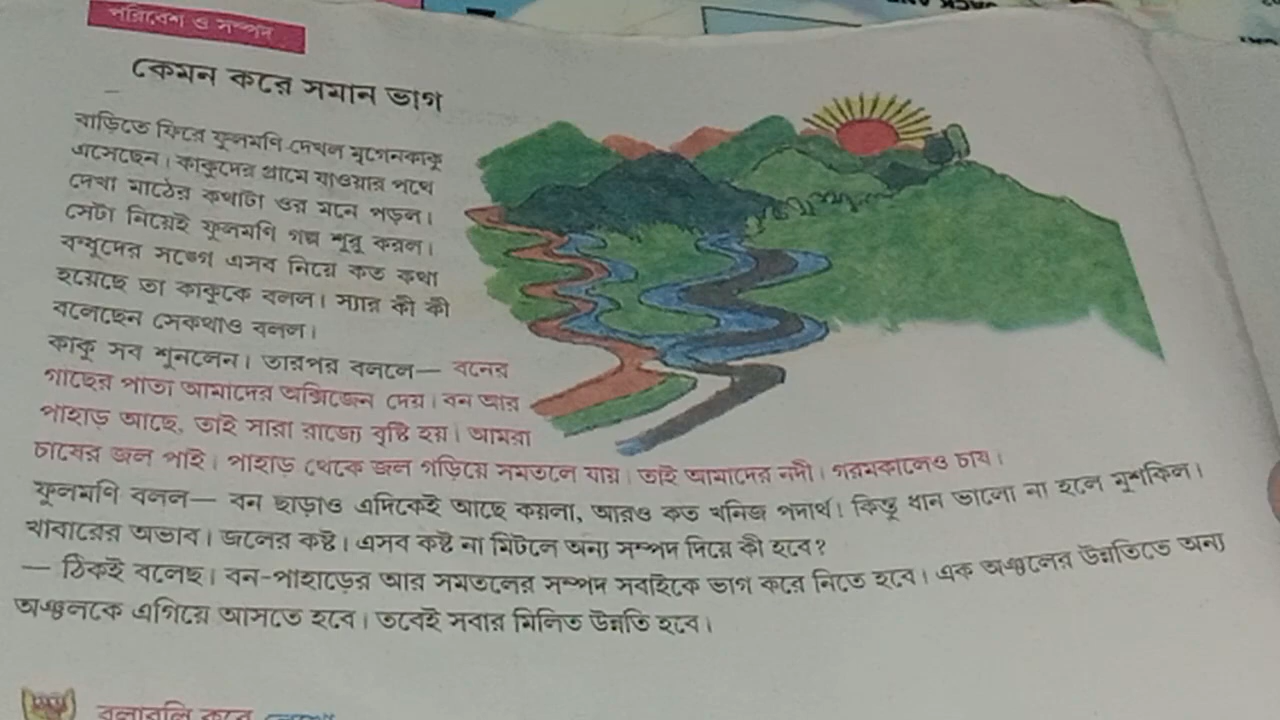 পরিবেশ ও সম্পদ
কেমন করে সমান ভাগ
বাড়িতে ফিরে ফুলমণি দেখল মৃগেনকাকু
এসেছেন। কাকুদের গ্রামে যাওয়ার পথে
দেখা মাঠের কথাটা ওর মনে পড়ল।
সেটা নিয়েই ফুলমণি গল্প শুরু করল।
বন্ধুদের সঙ্গে এসব নিয়ে কত কথা
হয়েছে তা কাকুকে বলল। স্যার কী কী
বলেছেন সেকথাও বলল।
কাকু সব শুনলেন। তারপর বললে— বনের
গাছের পাতা আমাদের অক্সিজেন দেয়। বন আর
পাহাড় আছে, তাই সারা রাজ্যে বৃষ্টি হয়। আমরা
চাষের জল পাই। পাহাড় থেকে জল গড়িয়ে সমতলে যায়। তাই আমাদের নদী। গরমকালেও চাষ।
ফুলমণি বলল— বন ছাড়াও এদিকেই আছে কয়লা, আরও কত খনিজ পদার্থ। কিন্তু ধান ভালো না হলে মুশকিল।
খাবারের অভাব। জলের কষ্ট। এসব কষ্ট না মিটলে অন্য সম্পদ দিয়ে কী হবে?
— ঠিকই বলেছ। বন-পাহাড়ের আর সমতলের সম্পদ সবাইকে ভাগ করে নিতে হবে। এক অঞ্চলের উন্নতিতে অন্য
অঞ্চলকে এগিয়ে আসতে হবে। তবেই সবার মিলিত উন্নতি হবে।
বলাবলি করে লেখো